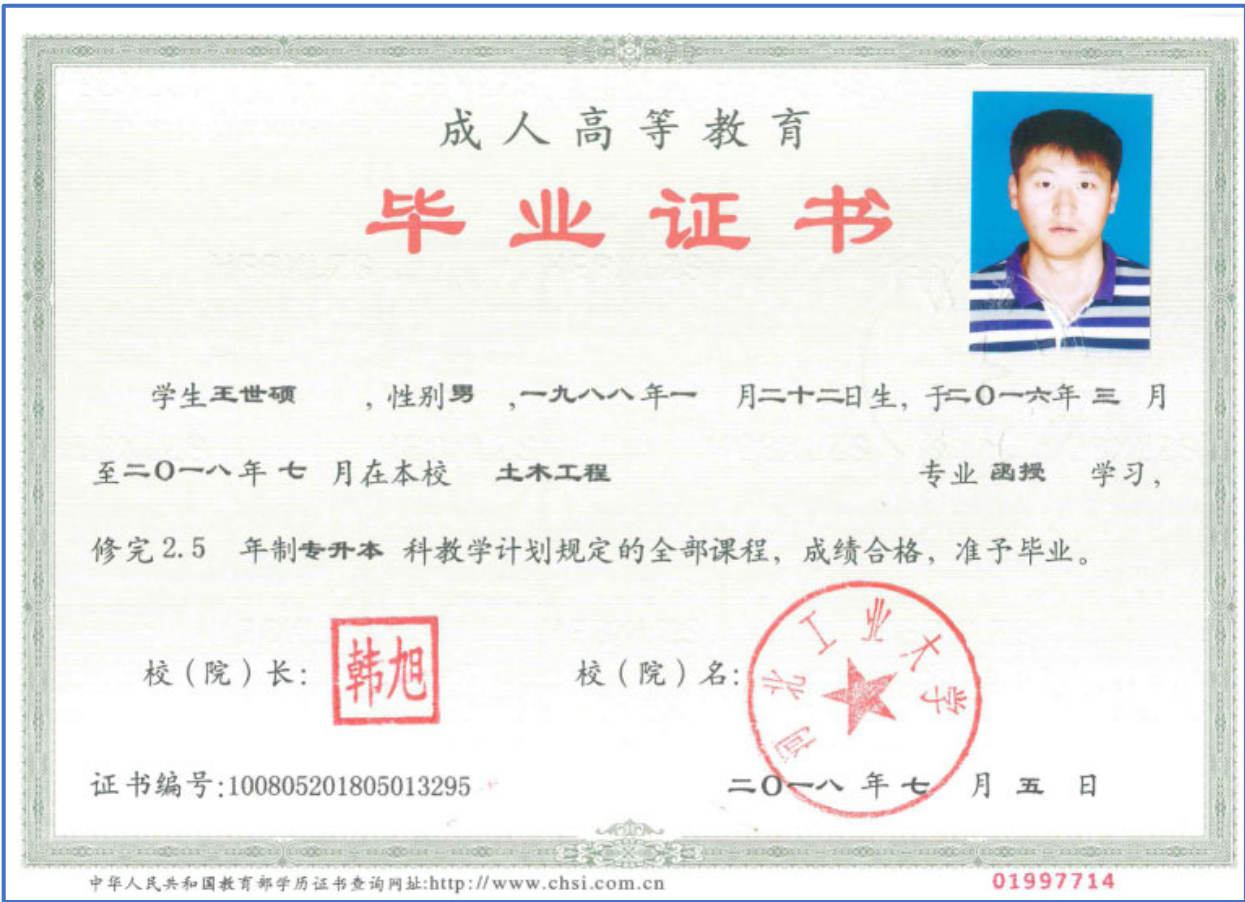 成人高等教育
毕业证书
学生王世硕 ，性别男 ，一九八八年一 月二十二日生，于二〇一六年 三 月
至二〇一八年 七 月在本校 土木工程 专业 函授 学习，
修完 2.5 年制专升本 科教学计划规定的全部课程，成绩合格，准予毕业。
校（院）长： 韩旭 校（院）名： 河北工业大学
证书编号:100805201805013295 二〇一八 年 七 月 五 日
中华人民共和国教育部学历证书查询网址:http://www.chsi.com.cn 01997714